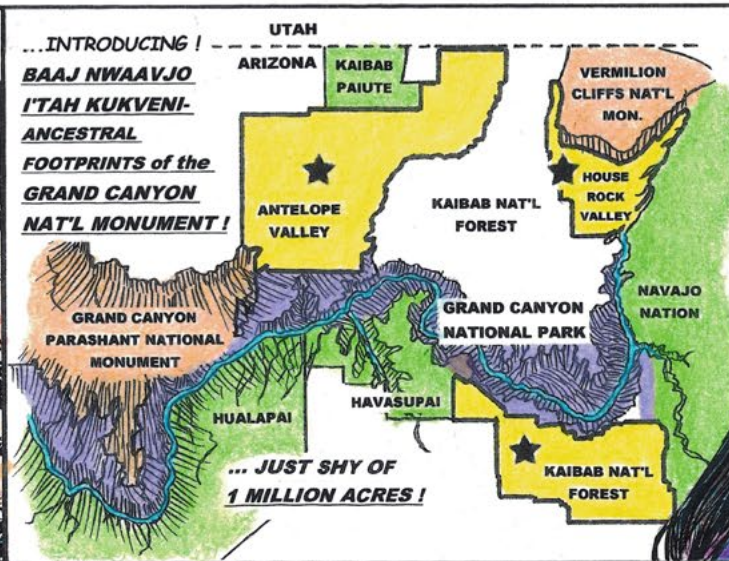 ...INTRODUCING !
BAAJ NWAAVJO
I'TAH KUKVENI-
ANCESTRAL
FOOTPRINTS of the
GRAND CANYON
NAT'L MONUMENT !
UTAH
ARIZONA
KAIBAB
PAIUTE
VERMILION
CLIFFS NAT'L
MON.
ANTELOPE
VALLEY
HOUSE
ROCK
VALLEY
KAIBAB NAT'L
FOREST
GRAND CANYON
PARASHANT NATIONAL
MONUMENT
GRAND CANYON
NATIONAL PARK
NAVAJO
NATION
HUALAPAI
HAVASUPAI
... JUST SHY OF
1 MILLION ACRES !
KAIBAB NAT'L
FOREST